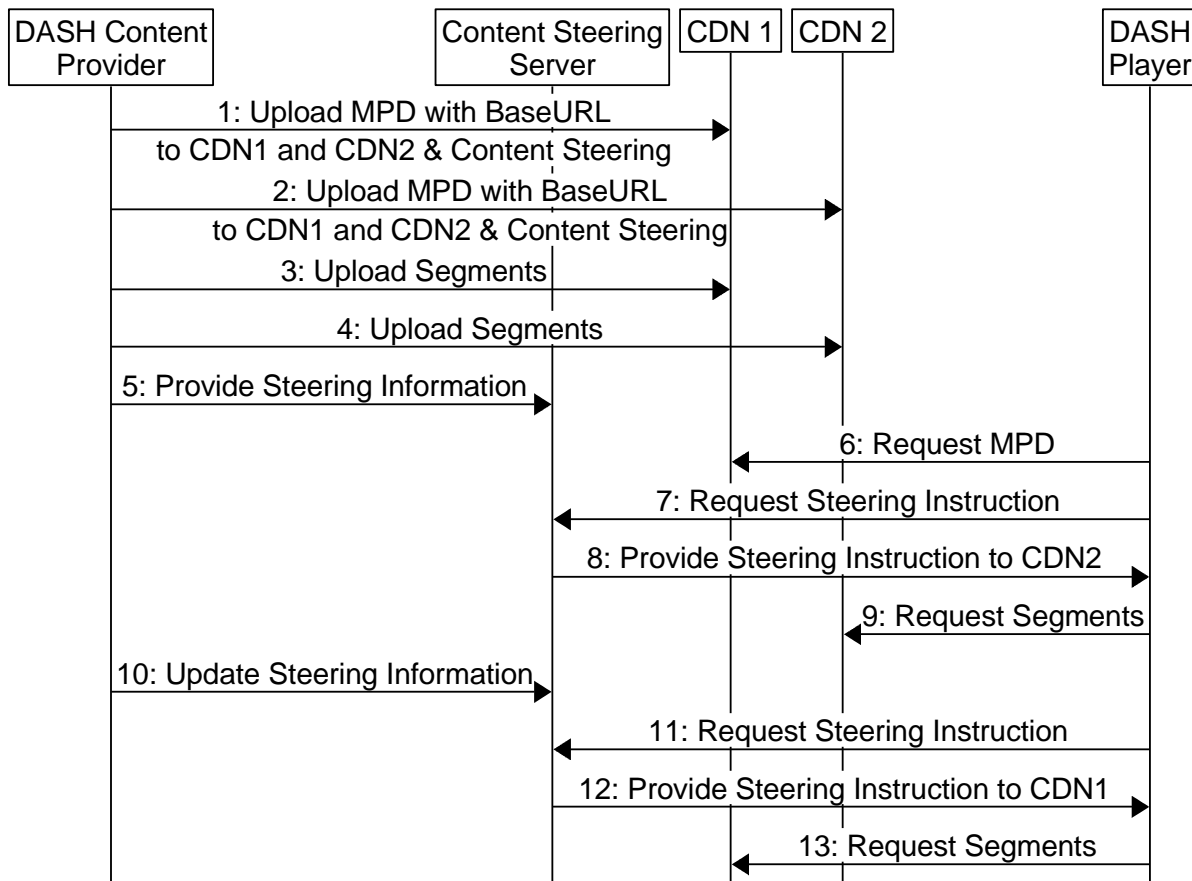 DASH Content
Provider
Content Steering
Server
CDN 1
CDN 2
DASH
Player
1: Upload MPD with BaseURL
to CDN1 and CDN2 & Content Steering
2: Upload MPD with BaseURL
to CDN1 and CDN2 & Content Steering
3: Upload Segments
4: Upload Segments
5: Provide Steering Information
6: Request MPD
7: Request Steering Instruction
8: Provide Steering Instruction to CDN2
9: Request Segments
10: Update Steering Information
11: Request Steering Instruction
12: Provide Steering Instruction to CDN1
13: Request Segments